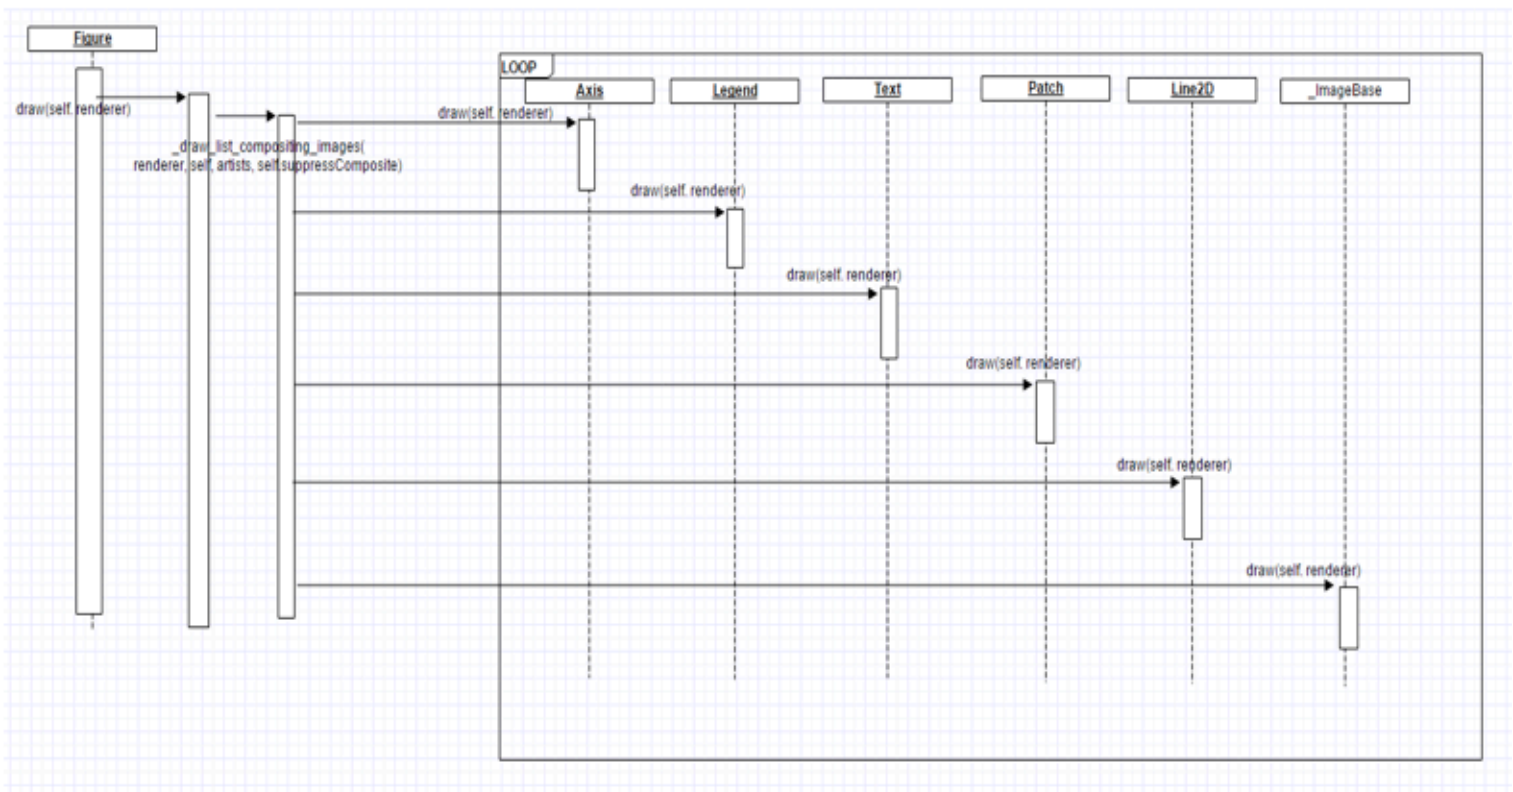 Figure
LOOP
Axis
Legend
Text
Patch
Line2D
_ImageBase
draw(self. renderer)
draw(self. renderer)
_draw_list_compositing_images(
renderer, self, artists, self.suppressComposite)
draw(self. renderer)
draw(self. renderer)
draw(self. renderer)
draw(self. renderer)
draw(self. renderer)